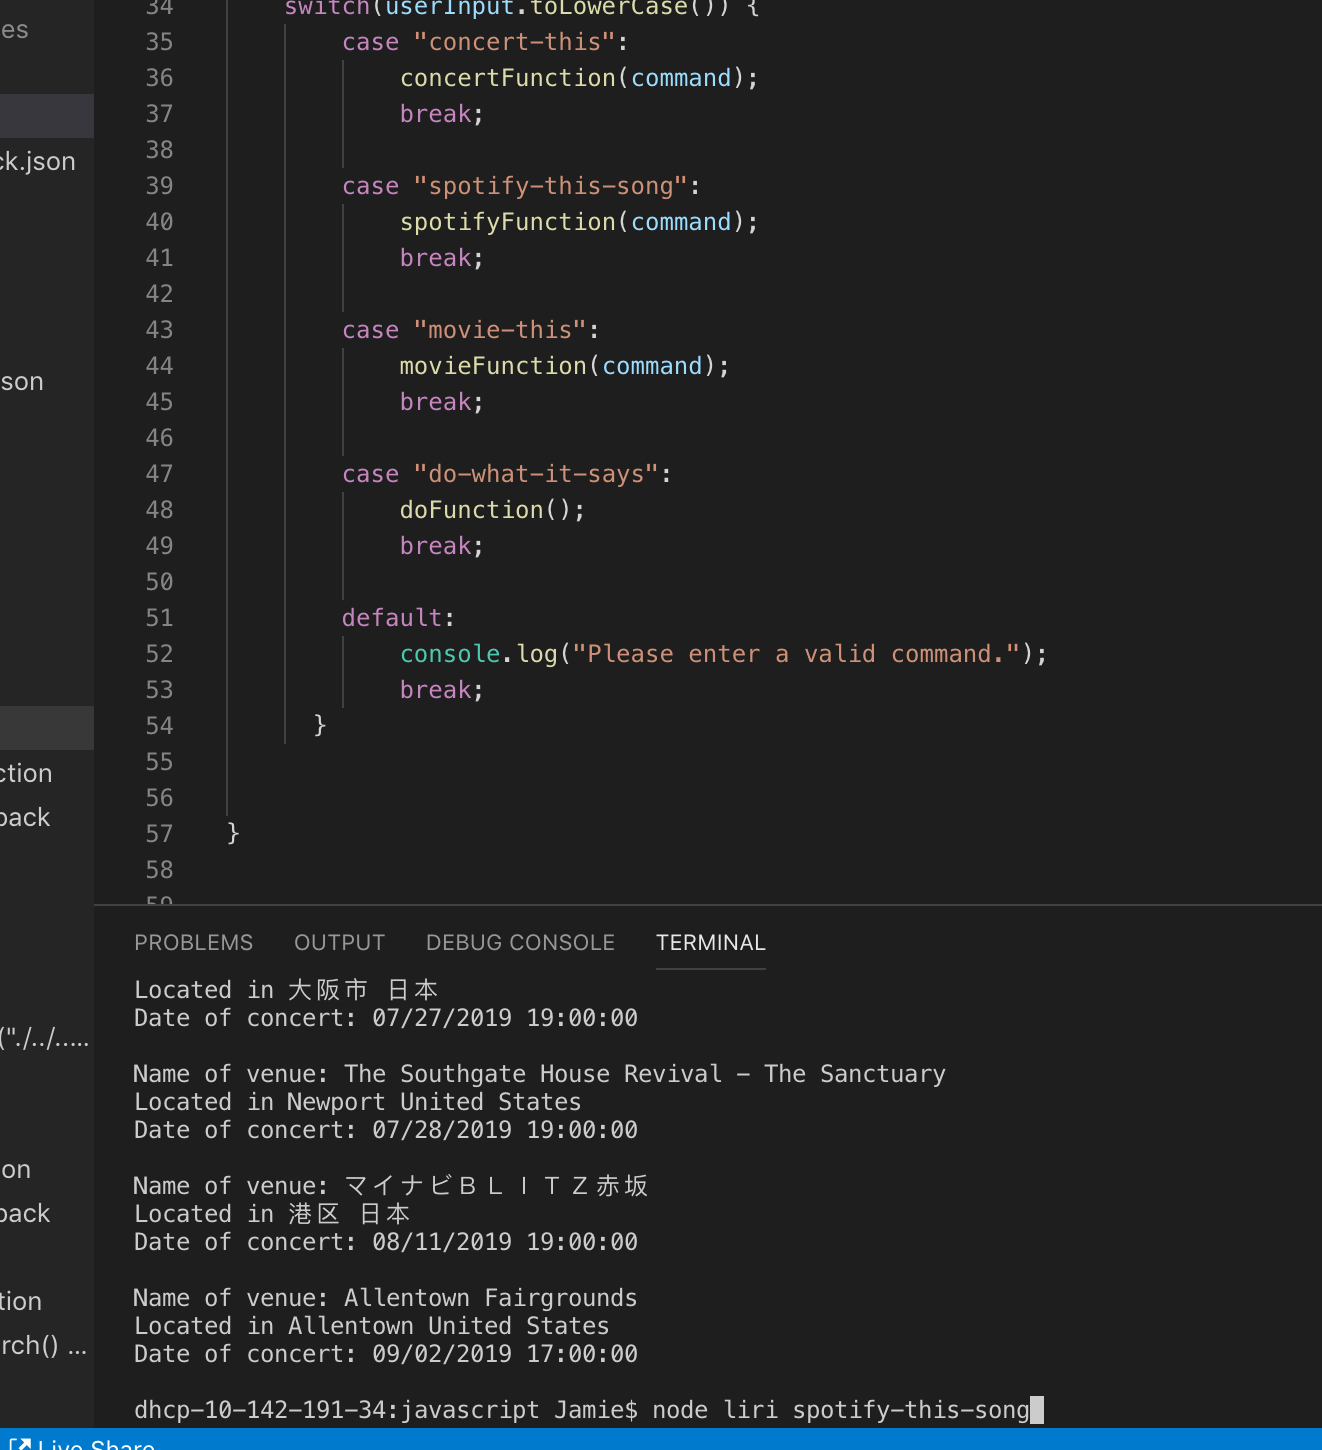 es
ck.json
son
ction
back
("./../.....
on
back
tion
rch() ...
34 switch(userInput.toLowerCase()) {
35 case "concert-this":
36 concertFunction(command);
37 break;
38
39 case "spotify-this-song":
40 spotifyFunction(command);
41 break;
42
43 case "movie-this":
44 movieFunction(command);
45 break;
46
47 case "do-what-it-says":
48 doFunction();
49 break;
50
51 default:
52 console.log("Please enter a valid command.");
53 break;
54 }
55
56
57 }
58
59
PROBLEMS OUTPUT DEBUG CONSOLE TERMINAL
Located in 大阪市 日本
Date of concert: 07/27/2019 19:00:00
Name of venue: The Southgate House Revival - The Sanctuary
Located in Newport United States
Date of concert: 07/28/2019 19:00:00
Name of venue: マイナビＢＬＩＴＺ赤坂
Located in 港区 日本
Date of concert: 08/11/2019 19:00:00
Name of venue: Allentown Fairgrounds
Located in Allentown United States
Date of concert: 09/02/2019 17:00:00
dhcp-10-142-191-34:javascript Jamie$ node liri spotify-this-song
Live Share